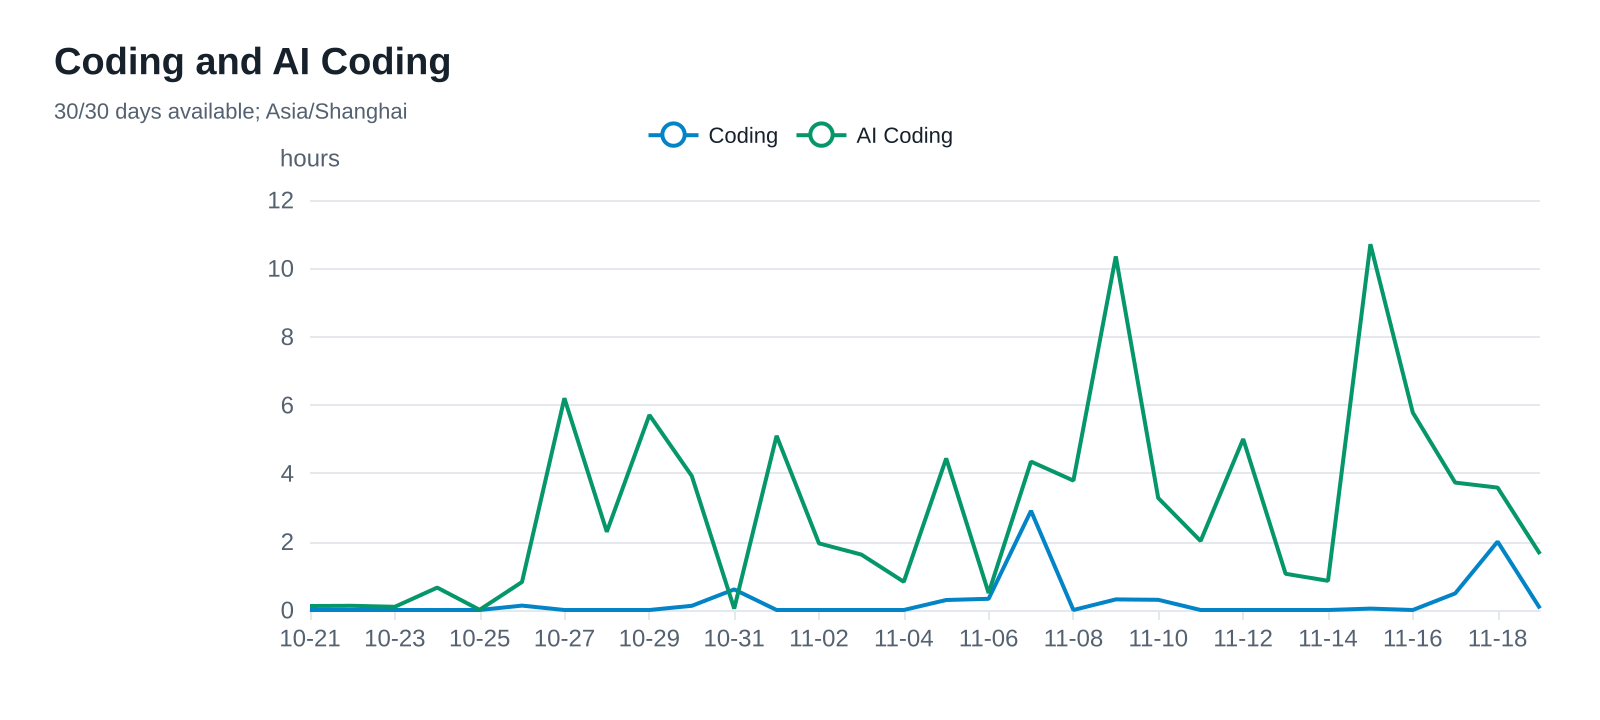 Coding and AI Coding
30/30 days available; Asia/Shanghai
Coding AI Coding
hours
12
10
8
6
4
2
0
10-21 10-23 10-25 10-27 10-29 10-31 11-02 11-04 11-06 11-08 11-10 11-12 11-14 11-16 11-18